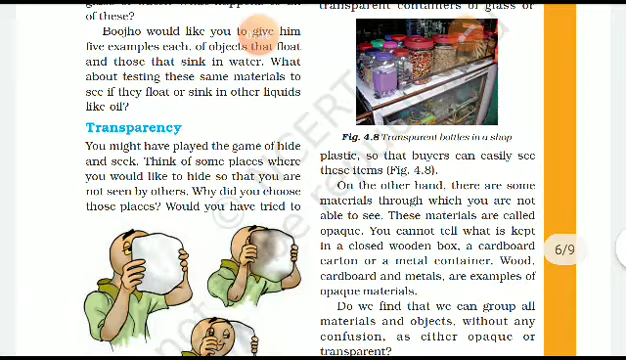 of these?
Boojho would like you to give him
five examples each, of objects that float
and those that sink in water. What
about testing these same materials to
see if they float or sink in other liquids
like oil?
Transparency
You might have played the game of hide
and seek. Think of some places where
you would like to hide so that you are
not seen by others. Why did you choose
those places? Would you have tried to
transparent containers of glass or
Fig. 4.8 Transparent bottles in a shop
plastic, so that buyers can easily see
these items (Fig. 4.8).
On the other hand, there are some
materials through which you are not
able to see. These materials are called
opaque. You cannot tell what is kept
in a closed wooden box, a cardboard
carton or a metal container. Wood,
cardboard and metals, are examples of
opaque materials.
Do we find that we can group all
materials and objects, without any
confusion, as either opaque or
transparent?
6/9